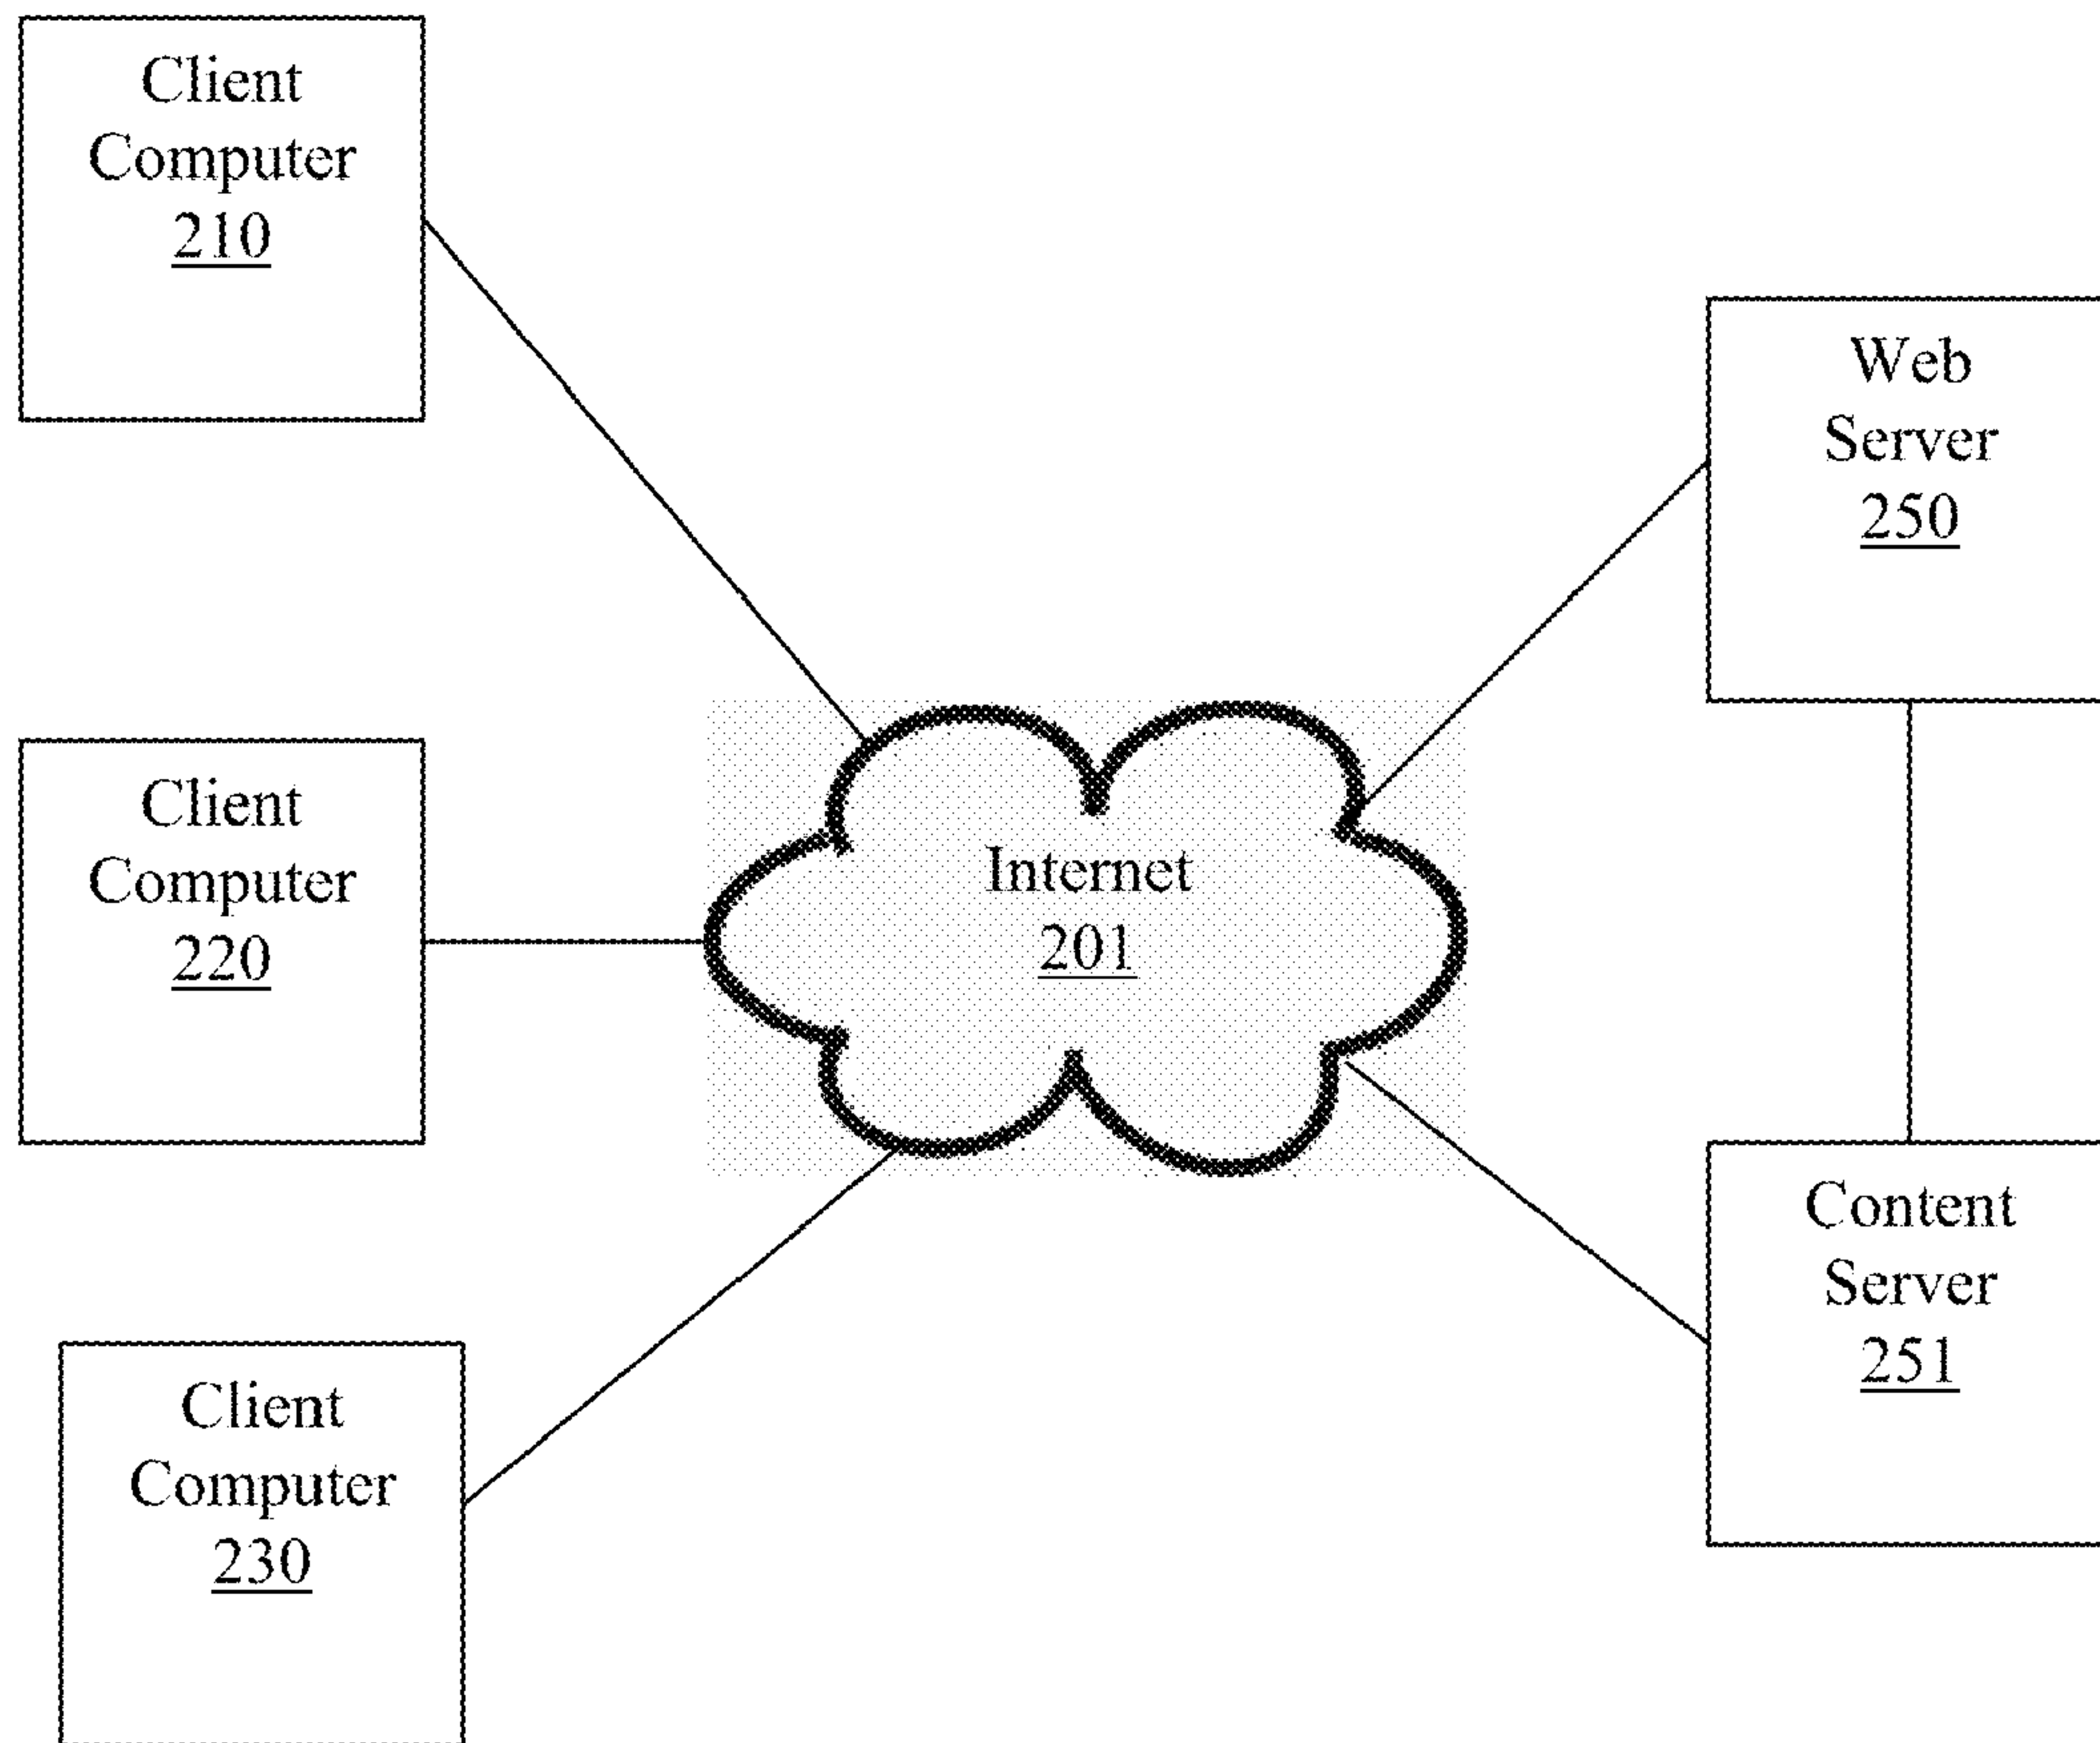 Client
Computer
210
Web
Server
250
Client
Computer
220
Internet
201
Content
Server
251
Client
Computer
230